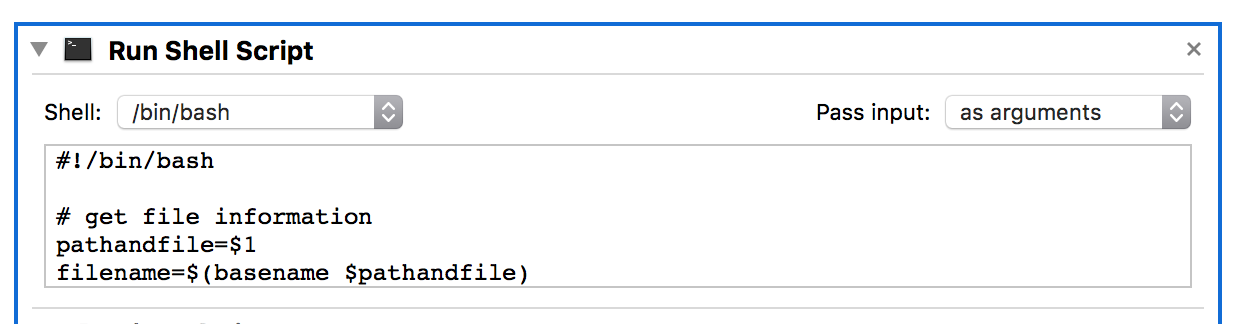 Run Shell Script
Shell: /bin/bash Pass input: as arguments
#!/bin/bash
# get file information
pathandfile=$1
filename=$(basename $pathandfile)